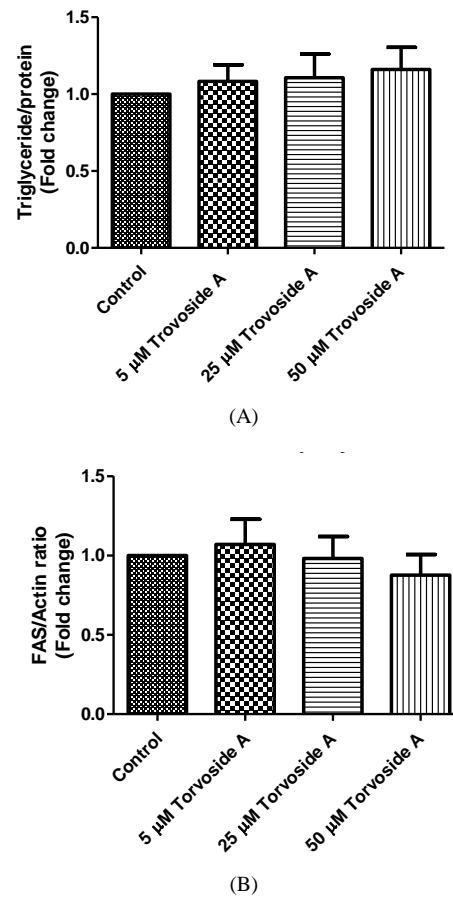 Triglyceride/protein
(Fold change)
1.5
1.0
0.5
0.0
Control
5 µM Trovoside A
25 µM Trovoside A
50 µM Trovoside A
(A)
FAS/Actin ratio
(Fold change)
1.5
1.0
0.5
0.0
Control
5 µM Torvoside A
25 µM Torvoside A
50 µM Torvoside A
(B)